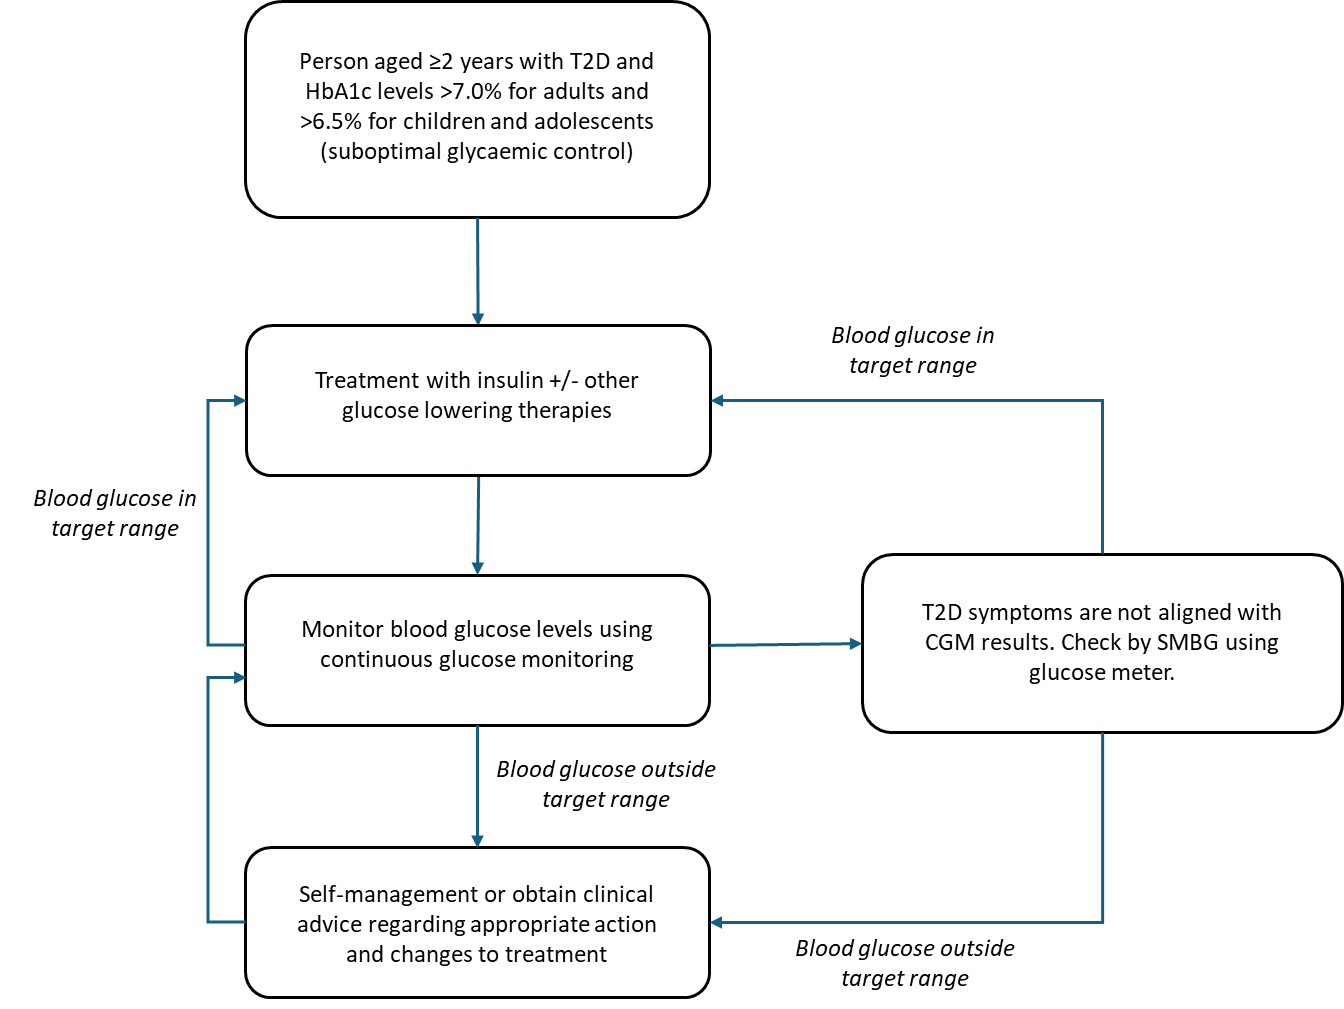 Person aged ≥2 years with T2D and
HbA1c levels >7.0% for adults and
>6.5% for children and adolescents
(suboptimal glycaemic control)
Blood glucose in
target range
Treatment with insulin +/- other
glucose lowering therapies
Blood glucose in
target range
Monitor blood glucose levels using
continuous glucose monitoring
T2D symptoms are not aligned with
CGM results. Check by SMBG using
glucose meter.
Blood glucose outside
target range
Self-management or obtain clinical
advice regarding appropriate action
and changes to treatment
Blood glucose outside
target range